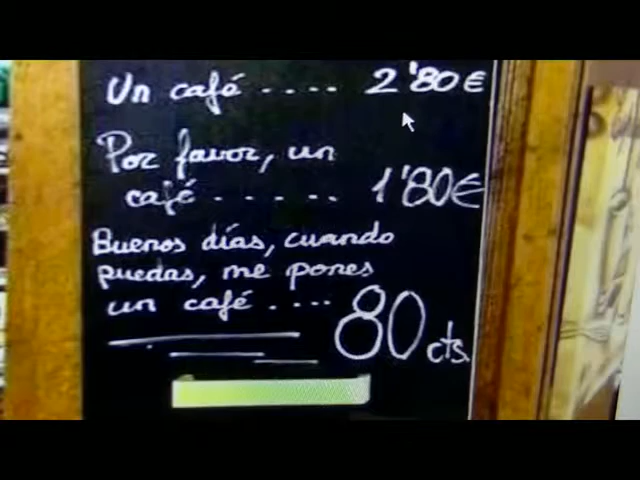 Un café .... 2'80€
Por favor, un
café ...... 1'80€
Buenos días, cuando
puedas, me pones
un café .... 80 cts.